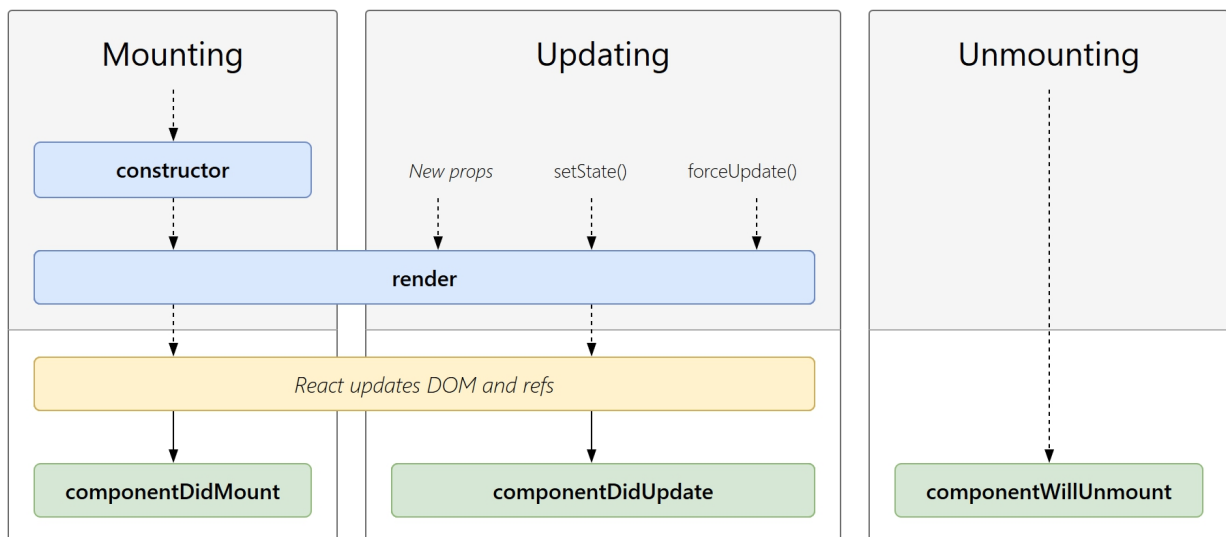 Mounting
Updating
Unmounting
constructor
New props
setState()
forceUpdate()
render
React updates DOM and refs
componentDidMount
componentDidUpdate
componentWillUnmount